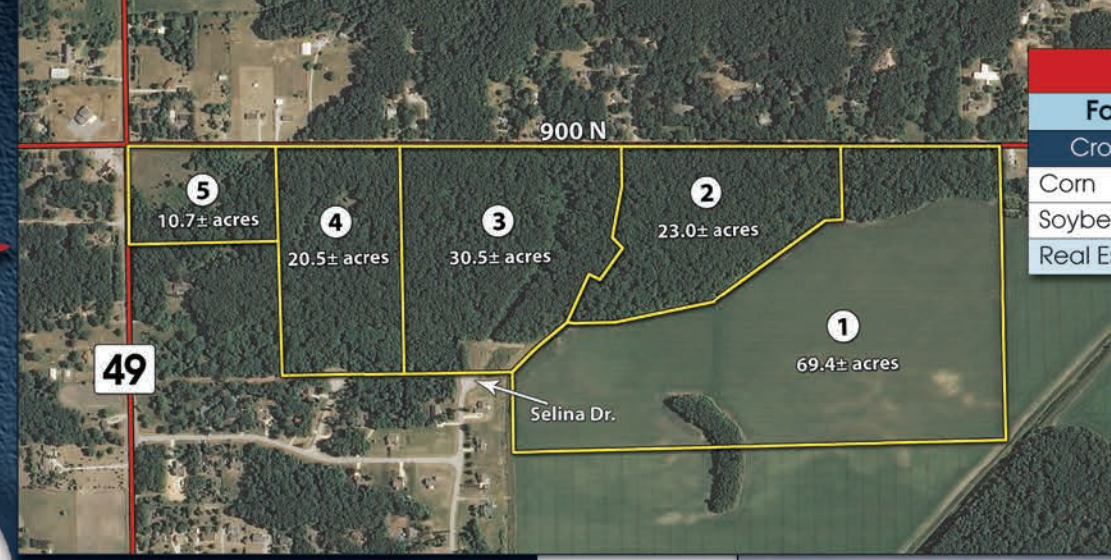 900 N
5
10.7± acres
4
20.5± acres
3
30.5± acres
2
23.0± acres
1
69.4± acres
49
Selina Dr.
Corn